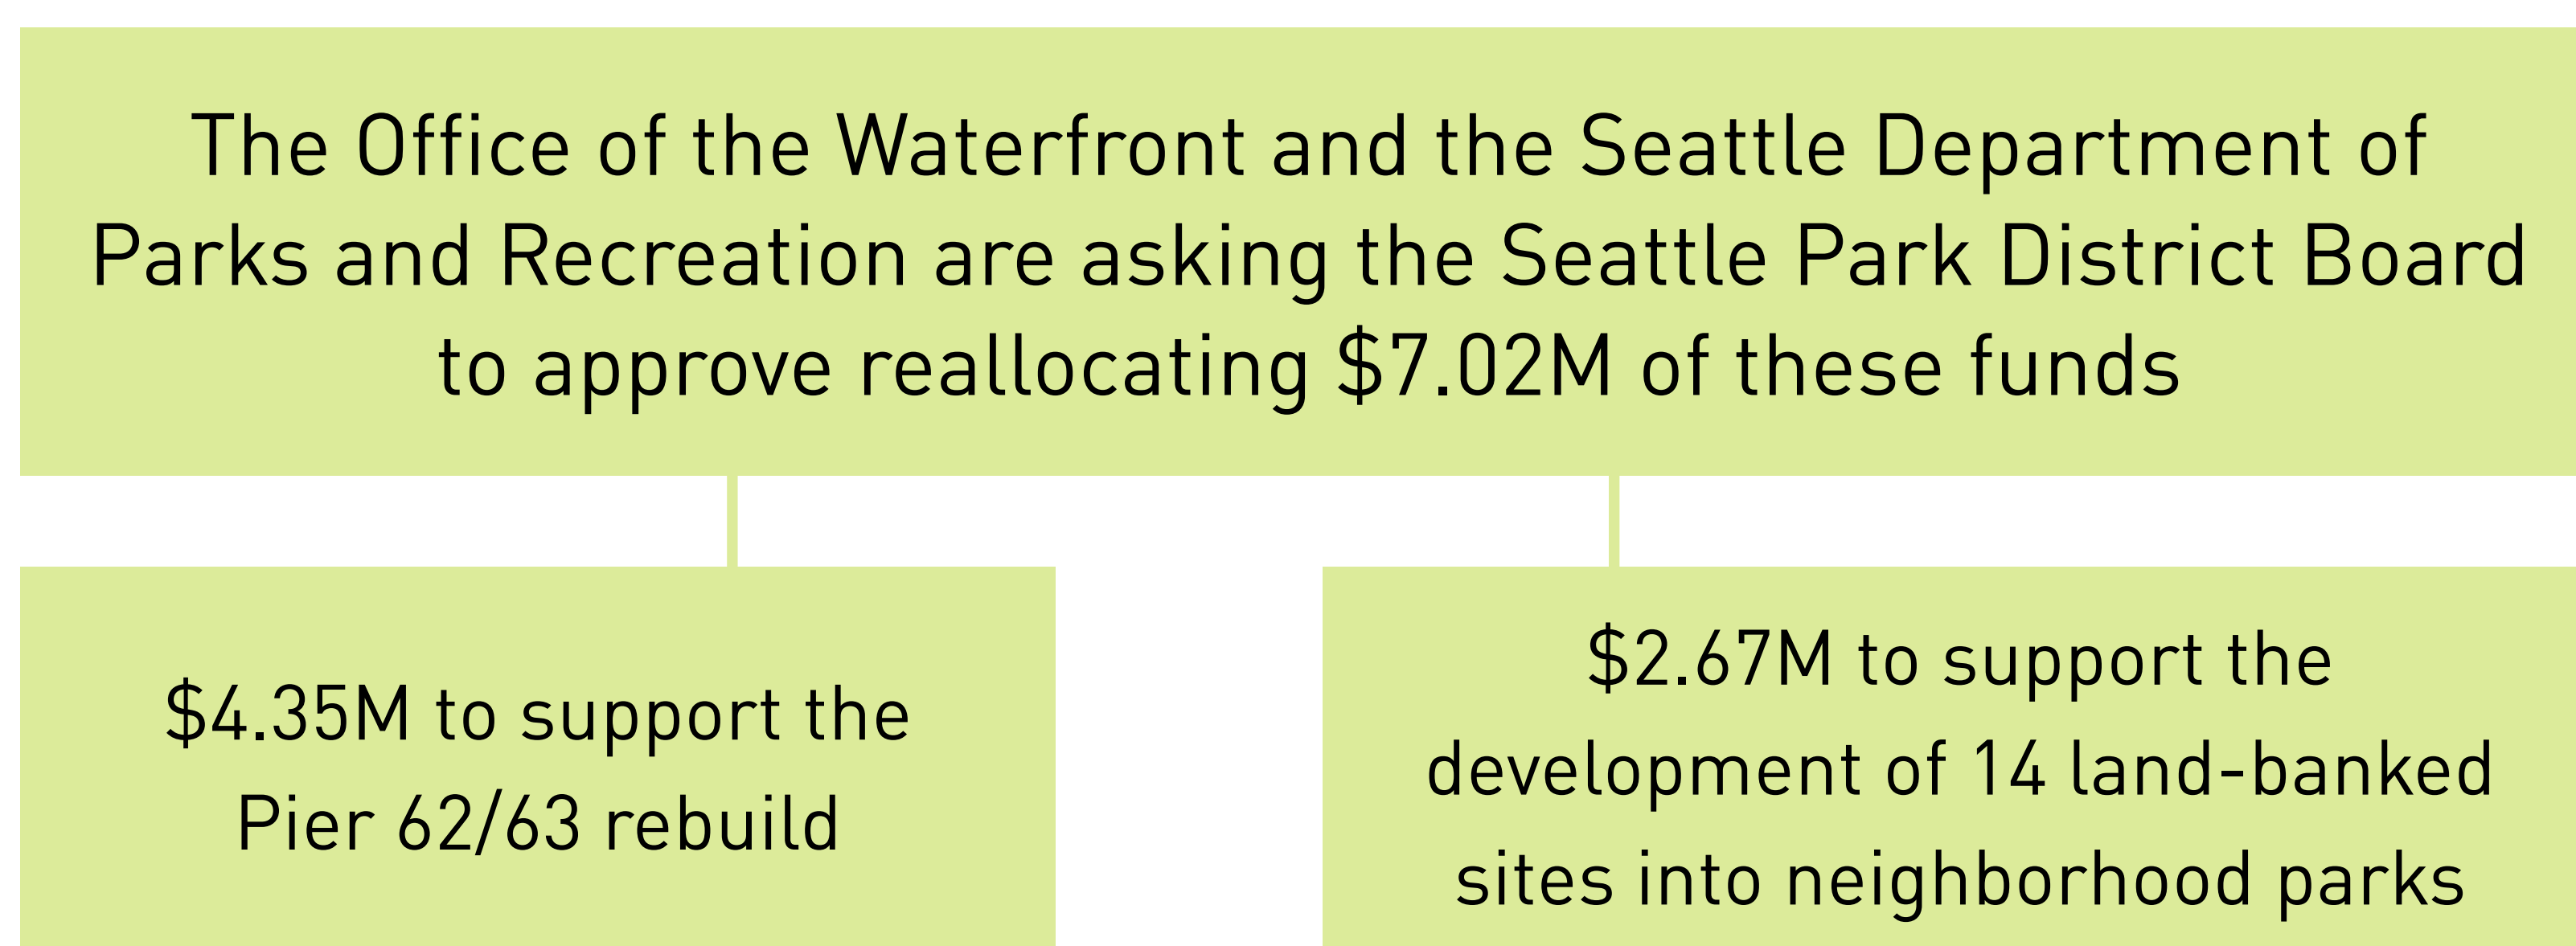 The Office of the Waterfront and the Seattle Department of
Parks and Recreation are asking the Seattle Park District Board
to approve reallocating $7.02M of these funds
$4.35M to support the
Pier 62/63 rebuild
$2.67M to support the
development of 14 land-banked
sites into neighborhood parks